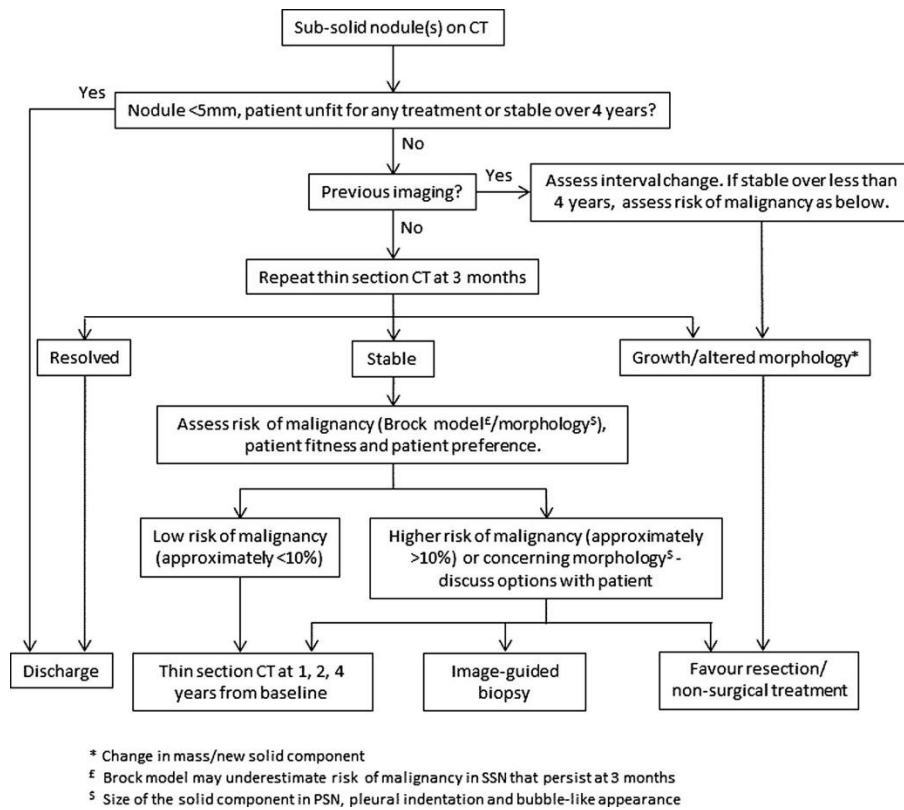 Sub-solid nodule(s) on CT
Yes
Nodule <5mm, patient unfit for any treatment or stable over 4 years?
No
Previous imaging?
Yes
Assess interval change. If stable over less than
4 years, assess risk of malignancy as below.
No
Repeat thin section CT at 3 months
Resolved
Stable
Growth/altered morphology*
Assess risk of malignancy (Brock model£/morphology$),
patient fitness and patient preference.
Low risk of malignancy
(approximately <10%)
Higher risk of malignancy (approximately
>10%) or concerning morphology$ -
discuss options with patient
Discharge
Thin section CT at 1, 2, 4
years from baseline
Image-guided
biopsy
Favour resection/
non-surgical treatment
* Change in mass/new solid component
£ Brock model may underestimate risk of malignancy in SSN that persist at 3 months
$ Size of the solid component in PSN, pleural indentation and bubble-like appearance